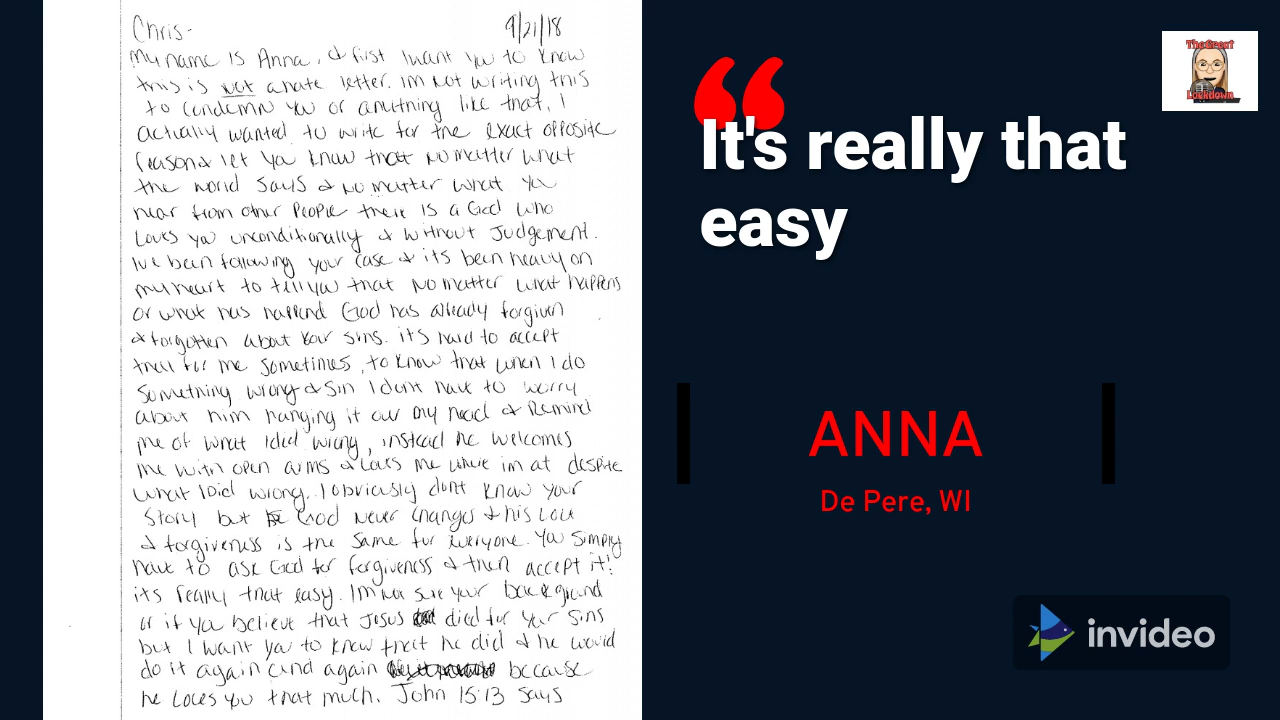 Chris-
9/21/18
My name is Anna, & first I want you to know
this is not a hate letter. Im not writing this
to condemn you or anything like that, I
actually wanted to write for the exact opposite
reason & let you know that no matter what
the world says & no matter what you
hear from other people there is a God who
loves you unconditionally & without judgement.
Ive been following your case & its been heavy on
my heart to tell you that no matter what happens
or what has happend God has already forgiven
& forgotten about your sins. it's hard to accept
that for me sometimes, to know that when I do
something wrong & sin I dont have to worry
about him hanging it over my head & remind
me of what I did wrong, instead he welcomes
me with open arms & loves me where im at despite
what I did wrong. I obviously dont know your
story but God never changes & his love
& forgiveness is the same for everyone. You simply
have to ask God for forgiveness & then accept it!
its really that easy. Im not sure your background
or if you believe that Jesus died for your sins
but I want you to know that he did & he would
do it again and again because
he loves you that much. John 15:13 says
It's really that
easy
ANNA
De Pere, WI
The Great
Lockdown
invideo